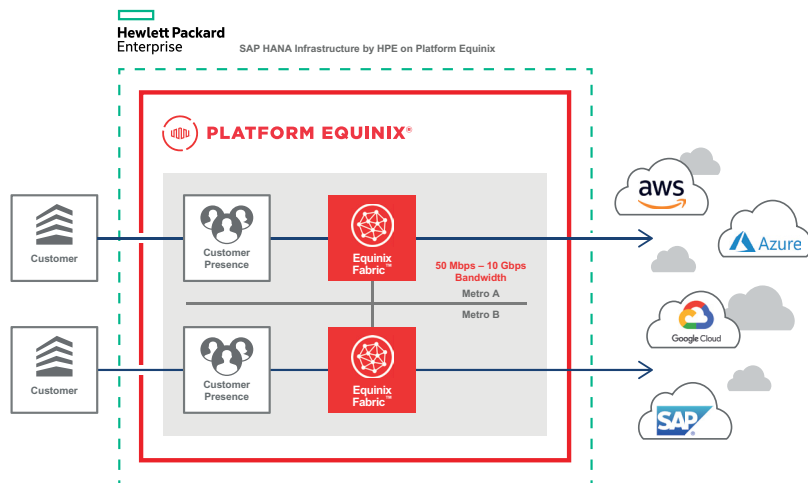 Hewlett Packard
Enterprise
SAP HANA Infrastructure by HPE on Platform Equinix
PLATFORM EQUINIX®
aws
Azure
Customer
Customer
Presence
Equinix
Fabric™
50 Mbps – 10 Gbps
Bandwidth
Metro A
Metro B
Google Cloud
Customer
Customer
Presence
Equinix
Fabric™
SAP®